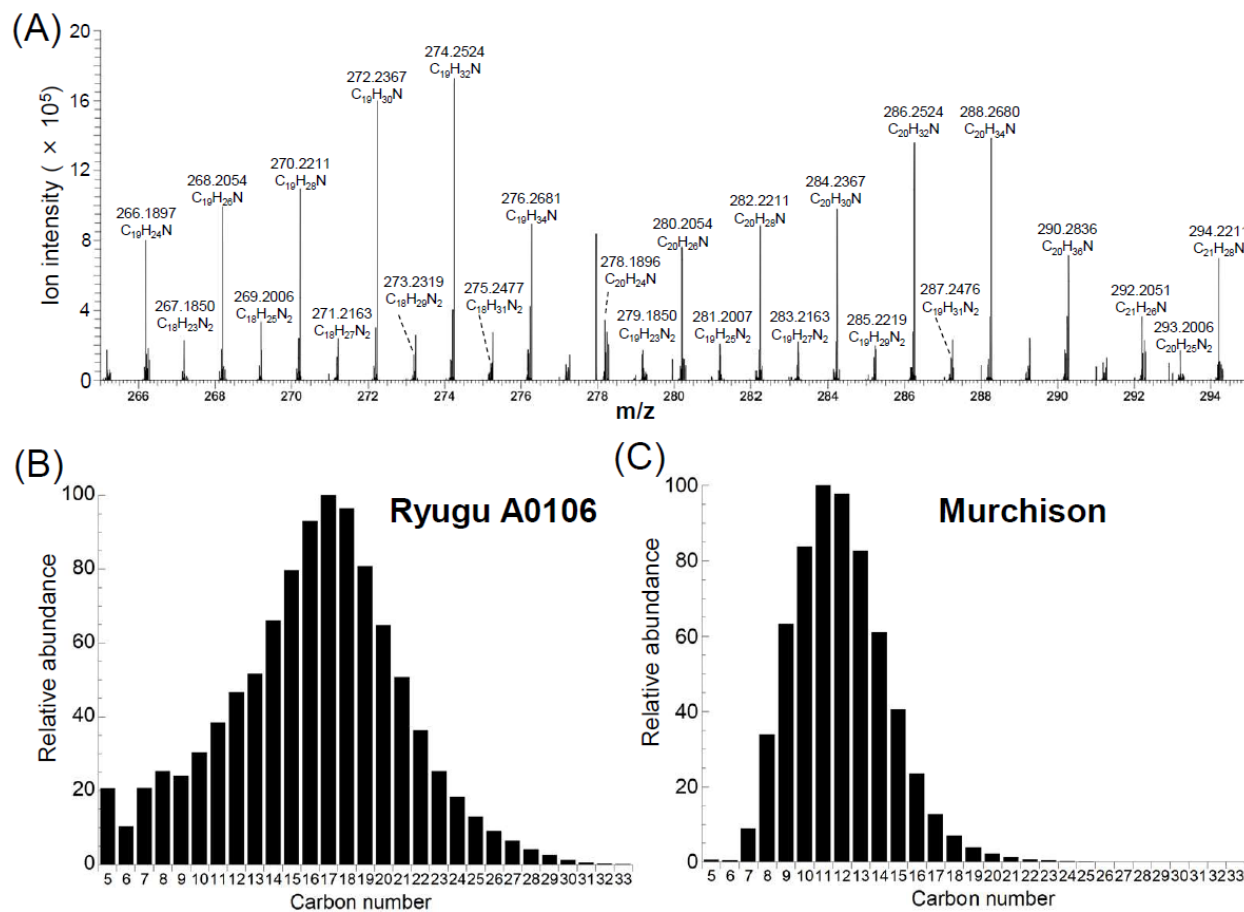 (A)
Ion intensity ( × 10⁵)
20
16
12
8
4
0
266.1897
C₁₉H₂₄N
267.1850
C₁₈H₂₃N₂
268.2054
C₁₉H₂₆N
269.2006
C₁₈H₂₅N₂
270.2211
C₁₉H₂₈N
271.2163
C₁₈H₂₇N₂
272.2367
C₁₉H₃₀N
273.2319
C₁₈H₂₉N₂
274.2524
C₁₉H₃₂N
275.2477
C₁₈H₃₁N₂
276.2681
C₁₉H₃₄N
278.1896
C₂₀H₂₄N
279.1850
C₁₉H₂₃N₂
280.2054
C₂₀H₂₆N
281.2007
C₁₉H₂₅N₂
282.2211
C₂₀H₂₈N
283.2163
C₁₉H₂₇N₂
284.2367
C₂₀H₃₀N
285.2219
C₁₉H₂₉N₂
286.2524
C₂₀H₃₂N
287.2476
C₁₉H₃₁N₂
288.2680
C₂₀H₃₄N
290.2836
C₂₀H₃₆N
292.2051
C₂₁H₂₆N
293.2006
C₂₀H₂₅N₂
294.2211
C₂₁H₂₈N
266 268 270 272 274 276 278 280 282 284 286 288 290 292 294
m/z
(B)
Ryugu A0106
Relative abundance
100
80
60
40
20
0
5 6 7 8 9 10 11 12 13 14 15 16 17 18 19 20 21 22 23 24 25 26 27 28 29 30 31 32 33
Carbon number
(C)
Murchison
Relative abundance
100
80
60
40
20
0
5 6 7 8 9 10 11 12 13 14 15 16 17 18 19 20 21 22 23 24 25 26 27 28 29 30 31 32 33
Carbon number